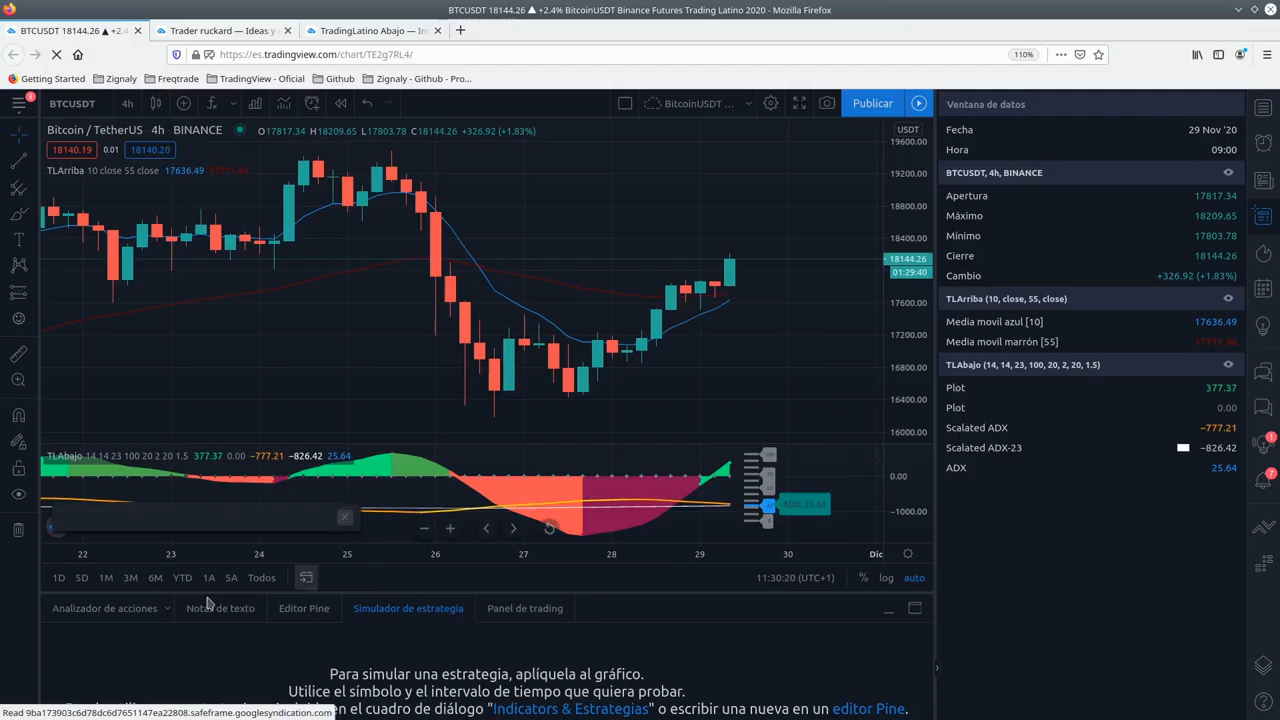 BTCUSDT 18144.26 ▲ +2.4% BitcoinUSDT Binance Futures Trading Latino 2020 - Mozilla Firefox
BTCUSDT 18144.26 ▲ +2.4
Trader ruckard — Ideas y
TradingLatino Abajo — In
https://es.tradingview.com/chart/TE2g7RL4/
110%
Getting Started
Zignaly
Freqtrade
TradingView - Oficial
Github
Zignaly - Github - Pro...
8
BTCUSDT
4h
BitcoinUSDT ...
Publicar
Bitcoin / TetherUS 4h · BINANCE
O17817.34 H18209.65 L17803.78 C18144.26 +326.92 (+1.83%)
18140.19
0.01
18140.20
TLArriba 10 close 55 close 17636.49
USDT
19600.00
19200.00
18800.00
18400.00
18144.26
01:29:40
17600.00
17200.00
16800.00
16400.00
16000.00
TLAbajo 14 14 23 100 20 2 20 1.5 377.37 0.00 −777.21 −826.42 25.64
ADX: 25.64
0.00
−1000.00
22
23
24
25
26
27
28
29
30
Dic
1D
5D
1M
3M
6M
YTD
1A
5A
Todos
11:30:20 (UTC+1)
%
log
auto
Analizador de acciones
Notas de texto
Editor Pine
Simulador de estrategia
Panel de trading
Para simular una estrategia, aplíquela al gráfico.
Utilice el símbolo y el intervalo de tiempo que quiera probar.
en el cuadro de diálogo "Indicators & Estrategias" o escribir una nueva en un editor Pine.
Read 9ba173903c6d78dc6d7651147ea22808.safeframe.googlesyndication.com
Ventana de datos
Fecha
29 Nov '20
Hora
09:00
BTCUSDT, 4h, BINANCE
Apertura
17817.34
Máximo
18209.65
Mínimo
17803.78
Cierre
18144.26
Cambio
+326.92 (+1.83%)
TLArriba (10, close, 55, close)
Media movil azul [10]
17636.49
Media movil marrón [55]
TLAbajo (14, 14, 23, 100, 20, 2, 20, 1.5)
Plot
377.37
Plot
0.00
Scalated ADX
−777.21
Scalated ADX-23
−826.42
ADX
25.64
1
7